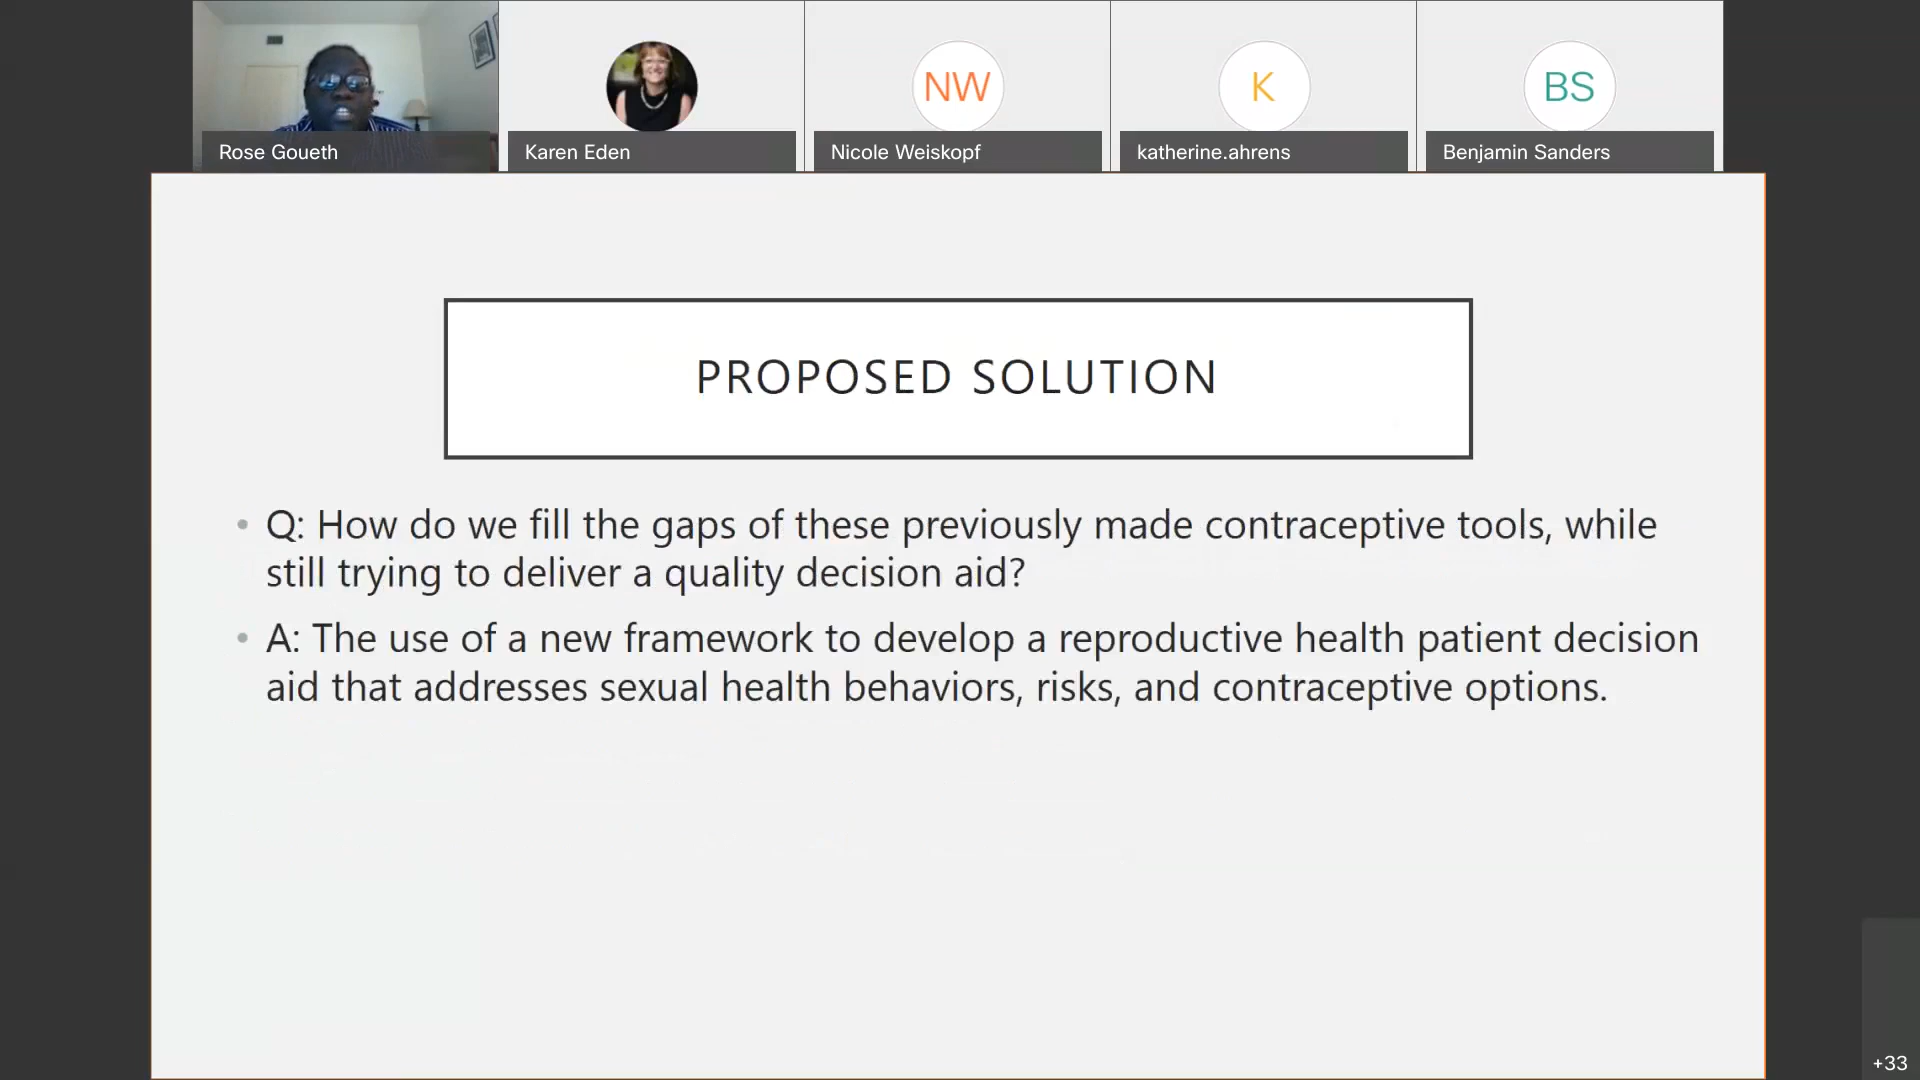 NW
K
BS
Rose Goueth
Karen Eden
Nicole Weiskopf
katherine.ahrens
Benjamin Sanders
PROPOSED SOLUTION
• Q: How do we fill the gaps of these previously made contraceptive tools, while
still trying to deliver a quality decision aid?
• A: The use of a new framework to develop a reproductive health patient decision
aid that addresses sexual health behaviors, risks, and contraceptive options.
+33